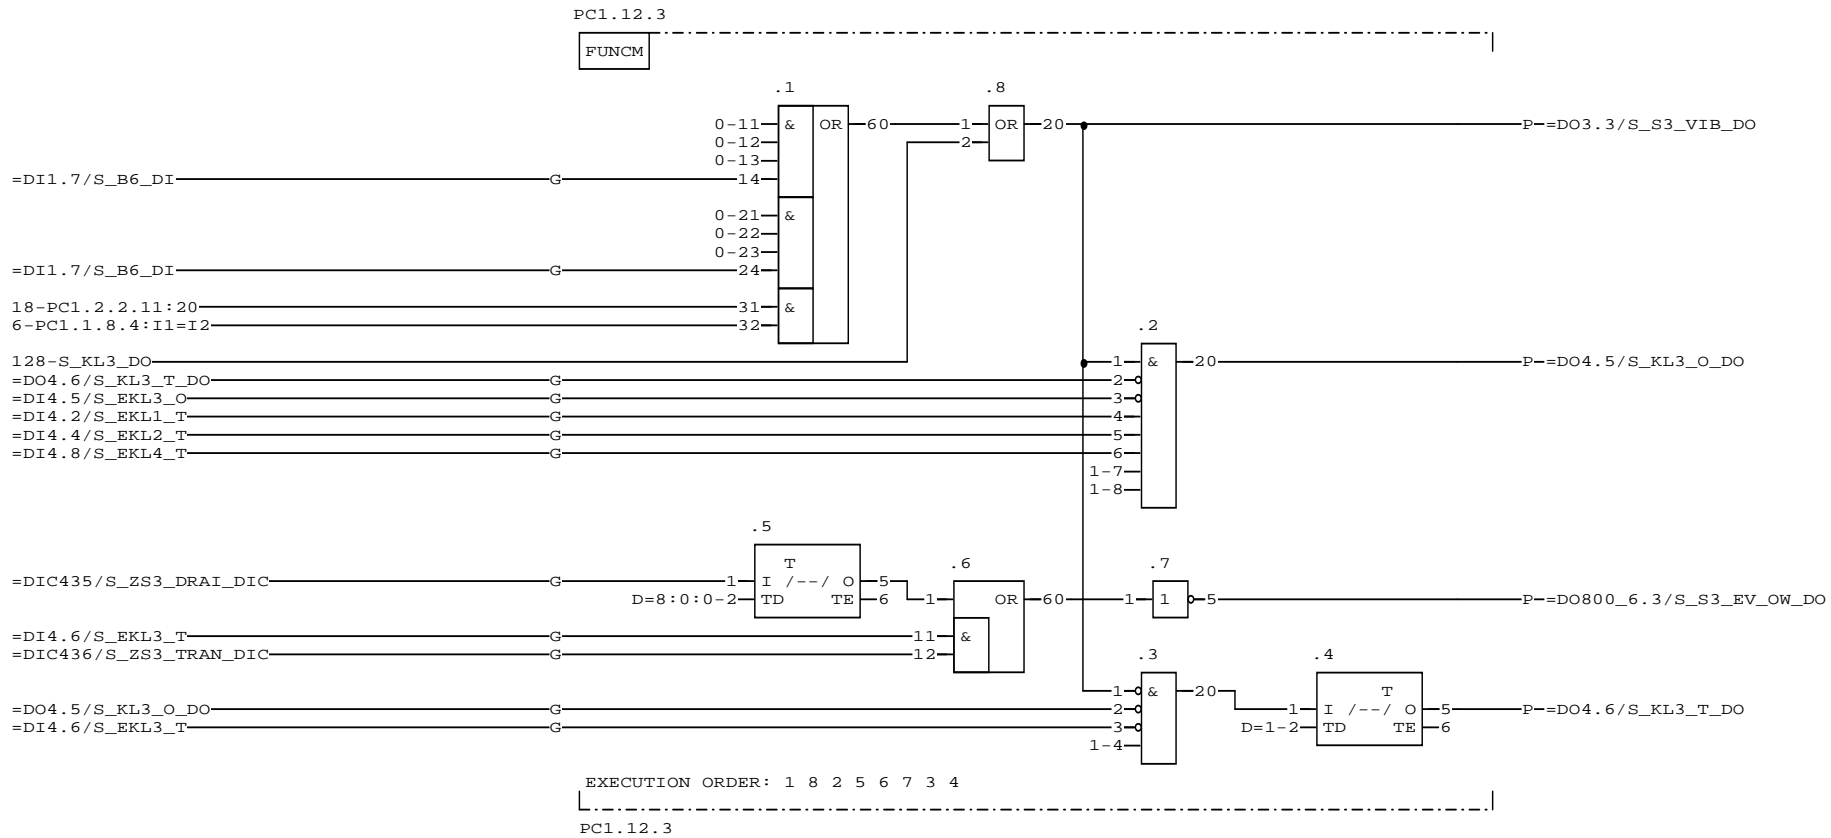 PC1.12.3
FUNCM
.1 .8
0-11 & OR 60 1 OR 20 P-=DO3.3/S_S3_VIB_DO
0-12 2
0-13
=DI1.7/S_B6_DI G 14
0-21 &
0-22
0-23
=DI1.7/S_B6_DI G 24
18-PC1.2.2.11:20 31 &
6-PC1.1.8.4:I1=I2 32
.2
128-S_KL3_DO 1 & 20 P-=DO4.5/S_KL3_O_DO
=DO4.6/S_KL3_T_DO G 2
=DI4.5/S_EKL3_O G 3
=DI4.2/S_EKL1_T G 4
=DI4.4/S_EKL2_T G 5
=DI4.8/S_EKL4_T G 6
1-7
1-8
.5
T .6 .7
=DIC435/S_ZS3_DRAI_DIC G 1 I /--/ O 5
D=8:0:0-2 TD TE 6 1 OR 60 1 1 5 P-=DO800_6.3/S_S3_EV_OW_DO
=DI4.6/S_EKL3_T G 11 &
=DIC436/S_ZS3_TRAN_DIC G 12
.3 .4
1 & 20 T
=DO4.5/S_KL3_O_DO G 2 1 I /--/ O 5 P-=DO4.6/S_KL3_T_DO
=DI4.6/S_EKL3_T G 3 D=1-2 TD TE 6
1-4
EXECUTION ORDER: 1 8 2 5 6 7 3 4
PC1.12.3